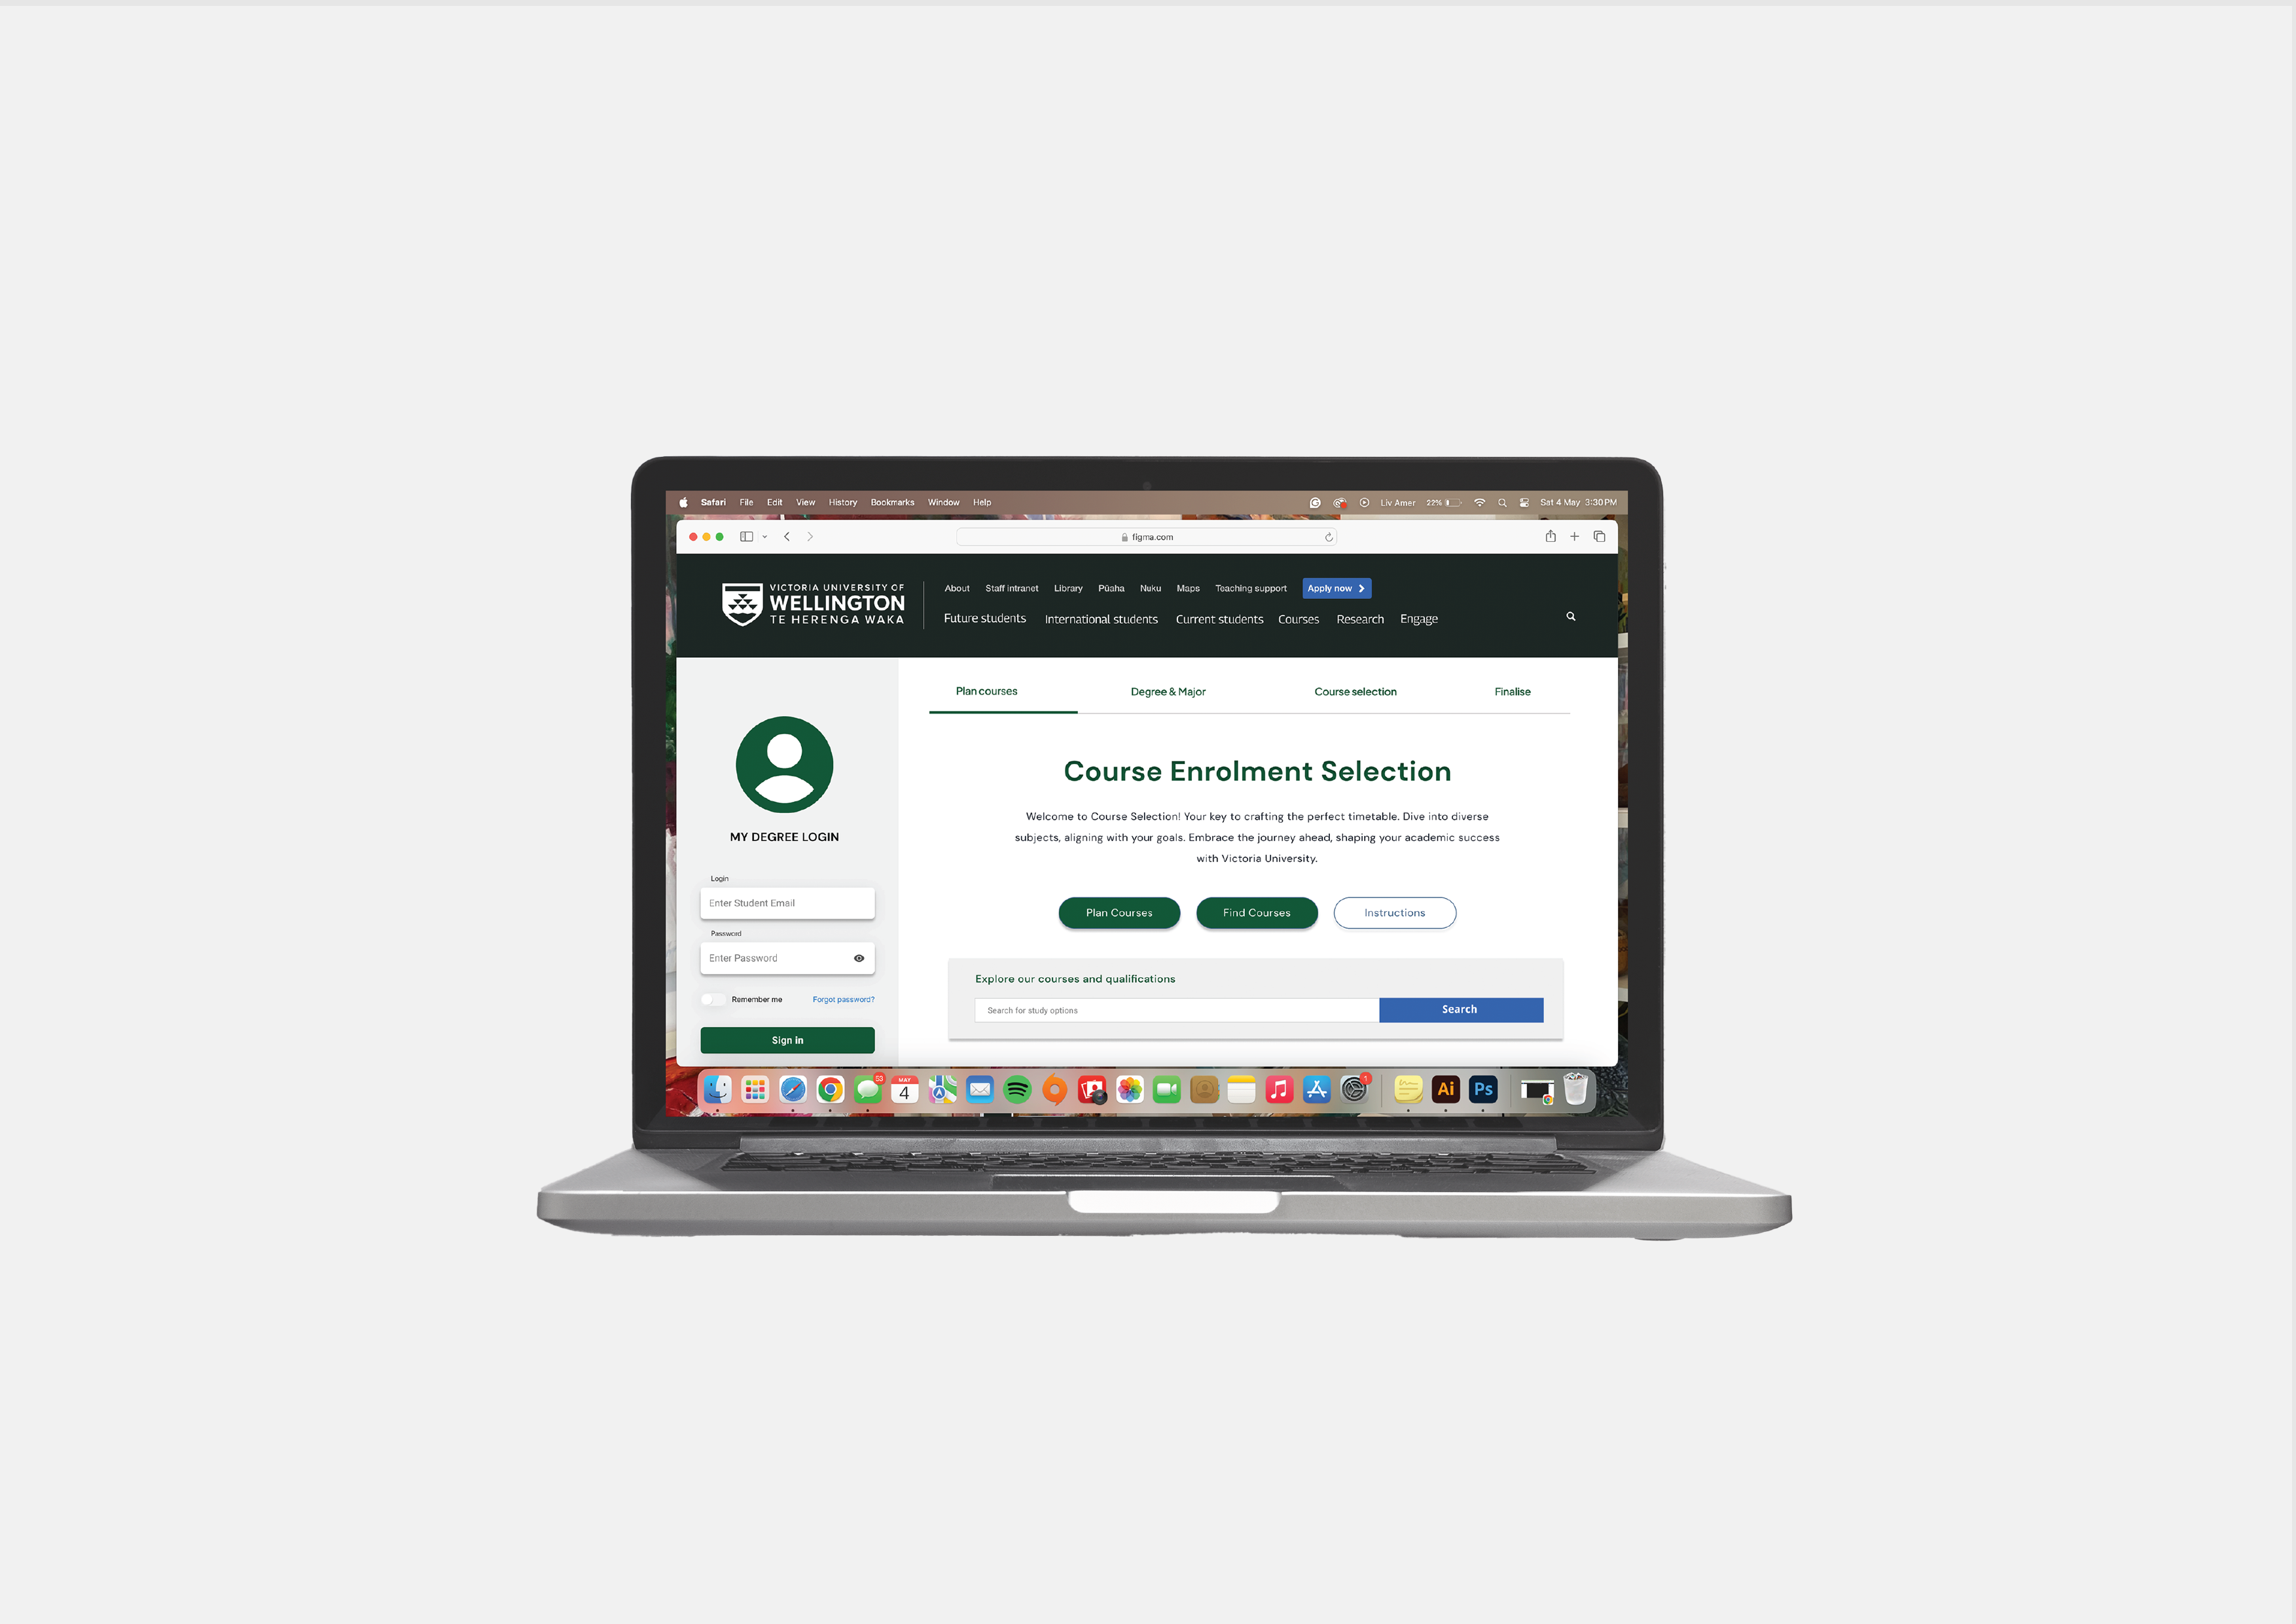 Safari File Edit View History Bookmarks Window Help
Liv Amer 22% Sat 4 May 3:30 PM
figma.com
VICTORIA UNIVERSITY OF
WELLINGTON
TE HERENGA WAKA
About Staff intranet Library Pūaha Nuku Maps Teaching support Apply now
Future students International students Current students Courses Research Engage
Plan courses Degree & Major Course selection Finalise
MY DEGREE LOGIN
Login
Enter Student Email
Password
Enter Password
Remember me Forgot password?
Sign in
Course Enrolment Selection
Welcome to Course Selection! Your key to crafting the perfect timetable. Dive into diverse
subjects, aligning with your goals. Embrace the journey ahead, shaping your academic success
with Victoria University.
Plan Courses Find Courses Instructions
Explore our courses and qualifications
Search for study options Search
MAY
4
1
Ai
Ps